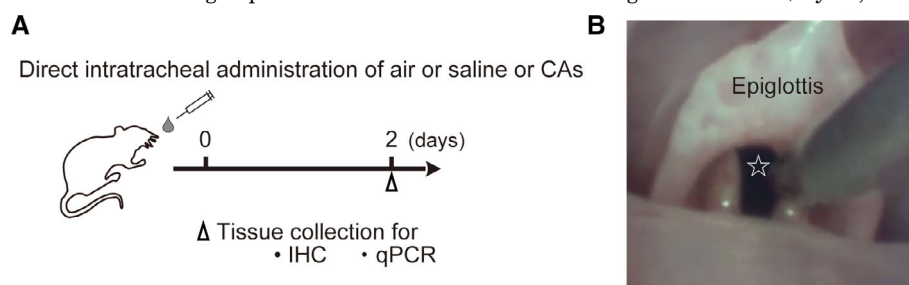 A
B
Direct intratracheal administration of air or saline or CAs
Epiglottis
0
2 (days)
Tissue collection for
• IHC • qPCR